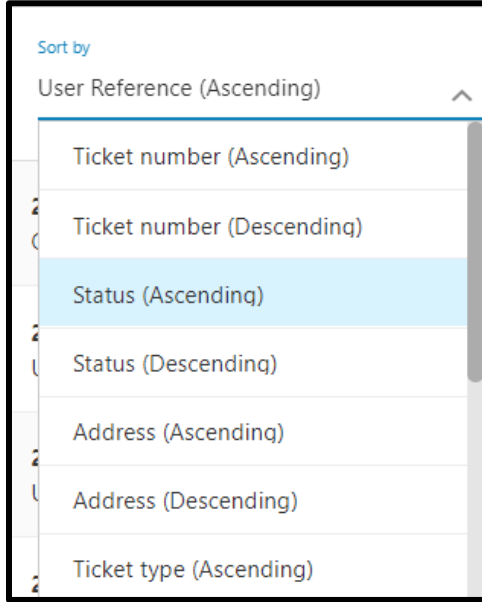 Sort by
User Reference (Ascending)
Ticket number (Ascending)
Ticket number (Descending)
Status (Ascending)
Status (Descending)
Address (Ascending)
Address (Descending)
Ticket type (Ascending)